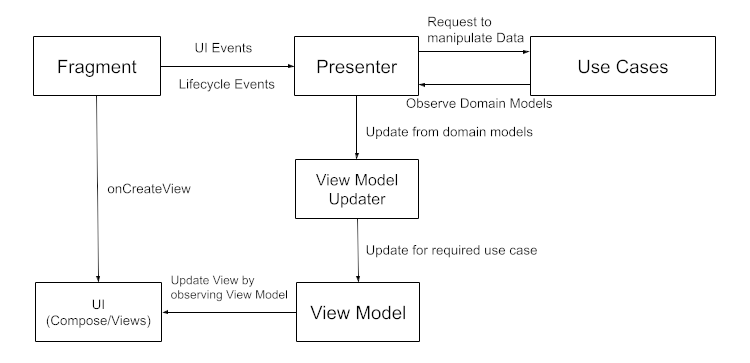 Request to
manipulate Data
UI Events
Fragment
Presenter
Use Cases
Lifecycle Events
Observe Domain Models
Update from domain models
View Model
Updater
onCreateView
Update for required use case
Update View by
observing View Model
UI
(Compose/Views)
View Model